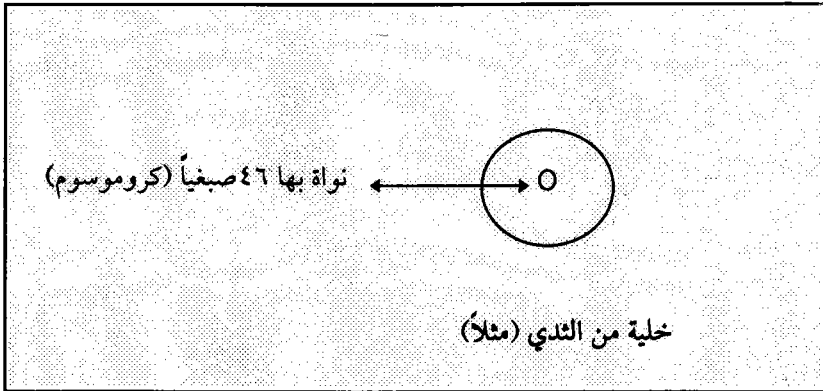 نواة بها ٤٦ صبغياً (كروموسوم)
خلية من الثدي (مثلاً)